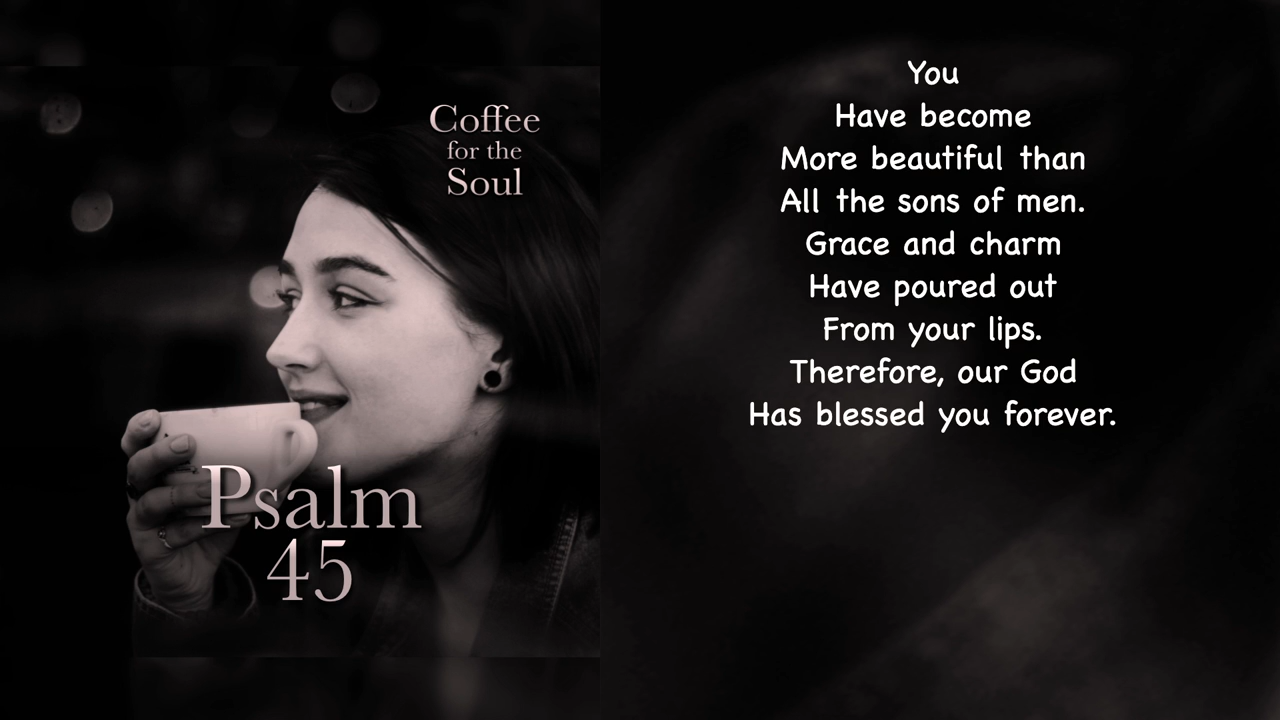 Coffee
for the
Soul
Psalm
45
You
Have become
More beautiful than
All the sons of men.
Grace and charm
Have poured out
From your lips.
Therefore, our God
Has blessed you forever.